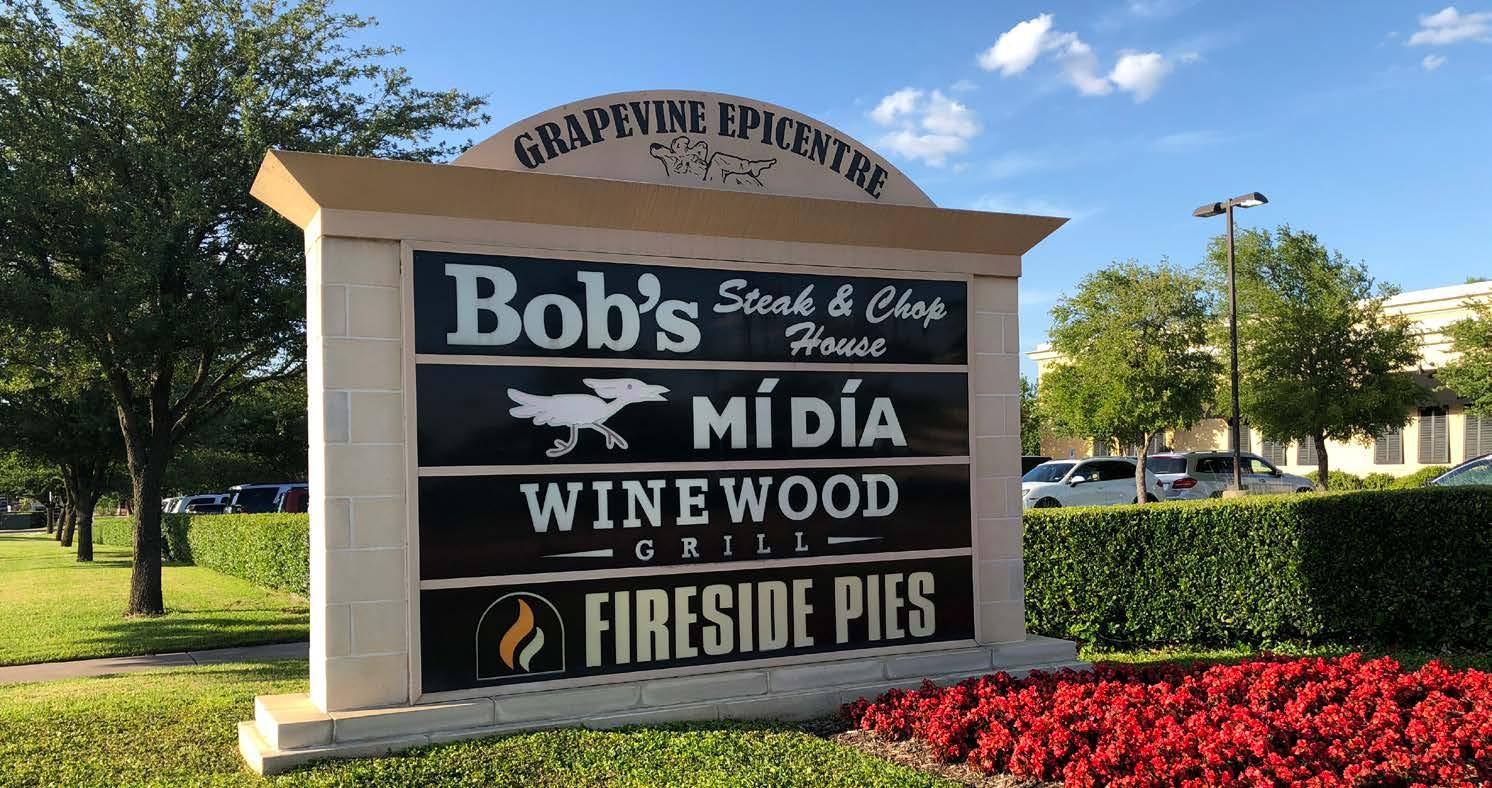 GRAPEVINE EPICENTRE
Bob's Steak & Chop
House
MÍ DÍA
WINEWOOD
GRILL
FIRESIDE PIES